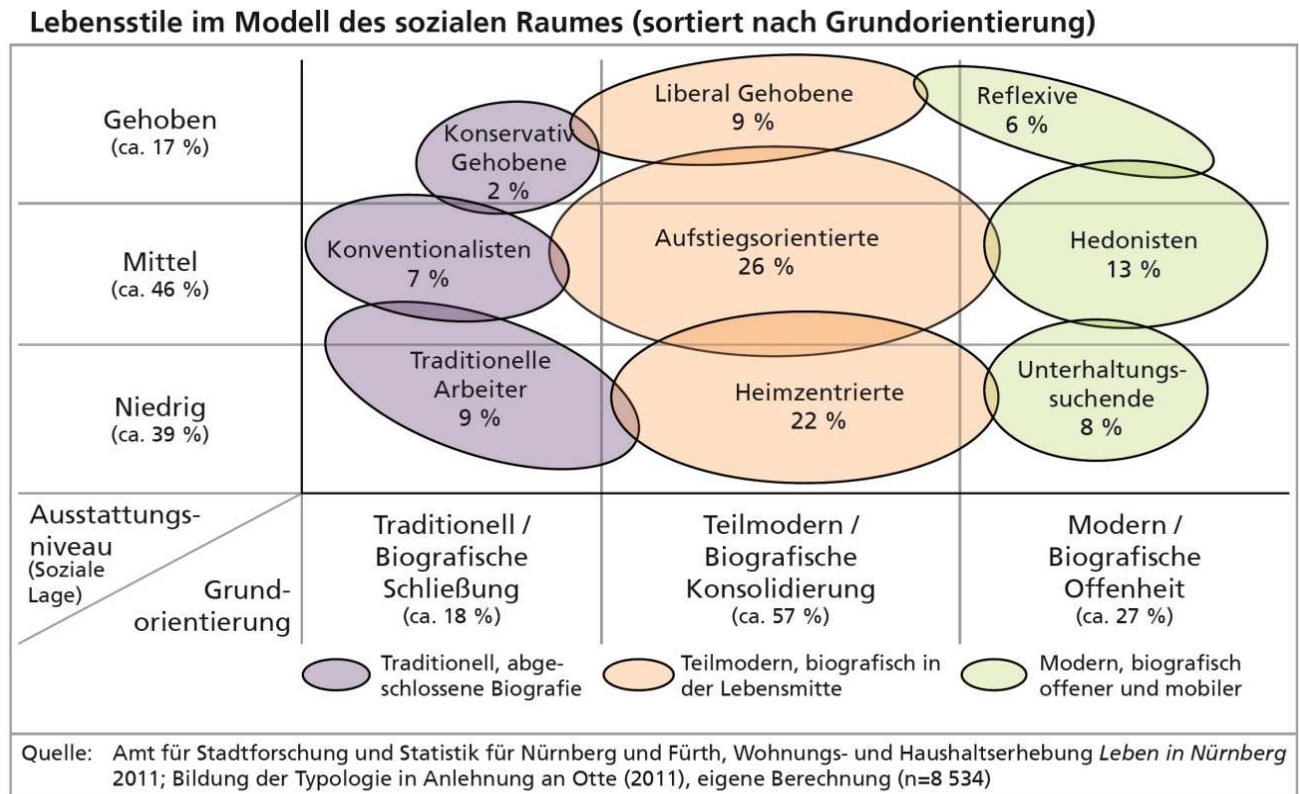 Lebensstile im Modell des sozialen Raumes (sortiert nach Grundorientierung)
Gehoben
(ca. 17 %)
Konservativ
Gehobene
2 %
Liberal Gehobene
9 %
Reflexive
6 %
Mittel
(ca. 46 %)
Konventionalisten
7 %
Aufstiegsorientierte
26 %
Hedonisten
13 %
Niedrig
(ca. 39 %)
Traditionelle
Arbeiter
9 %
Heimzentrierte
22 %
Unterhaltungs-
suchende
8 %
Ausstattungs-
niveau
(Soziale
Lage)
Grund-
orientierung
Traditionell /
Biografische
Schließung
(ca. 18 %)
Teilmodern /
Biografische
Konsolidierung
(ca. 57 %)
Modern /
Biografische
Offenheit
(ca. 27 %)
Traditionell, abge-
schlossene Biografie
Teilmodern, biografisch in
der Lebensmitte
Modern, biografisch
offener und mobiler
Quelle: Amt für Stadtforschung und Statistik für Nürnberg und Fürth, Wohnungs- und Haushaltserhebung Leben in Nürnberg
2011; Bildung der Typologie in Anlehnung an Otte (2011), eigene Berechnung (n=8 534)